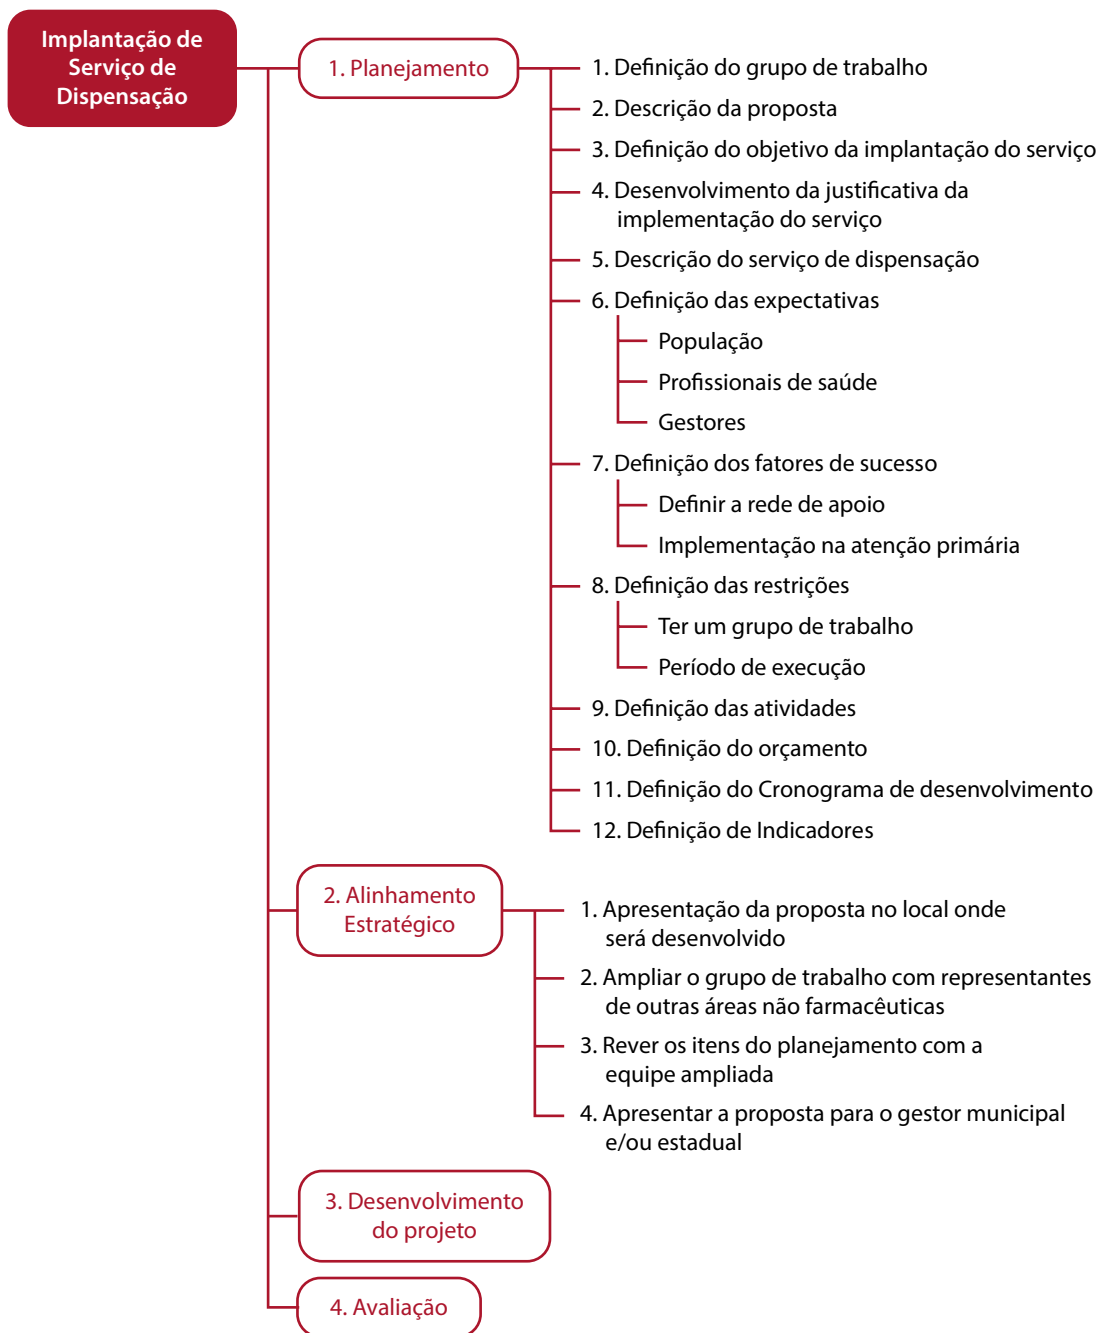 Implantação de
Serviço de
Dispensação
1. Planejamento
1. Definição do grupo de trabalho
2. Descrição da proposta
3. Definição do objetivo da implantação do serviço
4. Desenvolvimento da justificativa da
implementação do serviço
5. Descrição do serviço de dispensação
6. Definição das expectativas
População
Profissionais de saúde
Gestores
7. Definição dos fatores de sucesso
Definir a rede de apoio
Implementação na atenção primária
8. Definição das restrições
Ter um grupo de trabalho
Período de execução
9. Definição das atividades
10. Definição do orçamento
11. Definição do Cronograma de desenvolvimento
12. Definição de Indicadores
2. Alinhamento
Estratégico
1. Apresentação da proposta no local onde
será desenvolvido
2. Ampliar o grupo de trabalho com representantes
de outras áreas não farmacêuticas
3. Rever os itens do planejamento com a
equipe ampliada
4. Apresentar a proposta para o gestor municipal
e/ou estadual
3. Desenvolvimento
do projeto
4. Avaliação